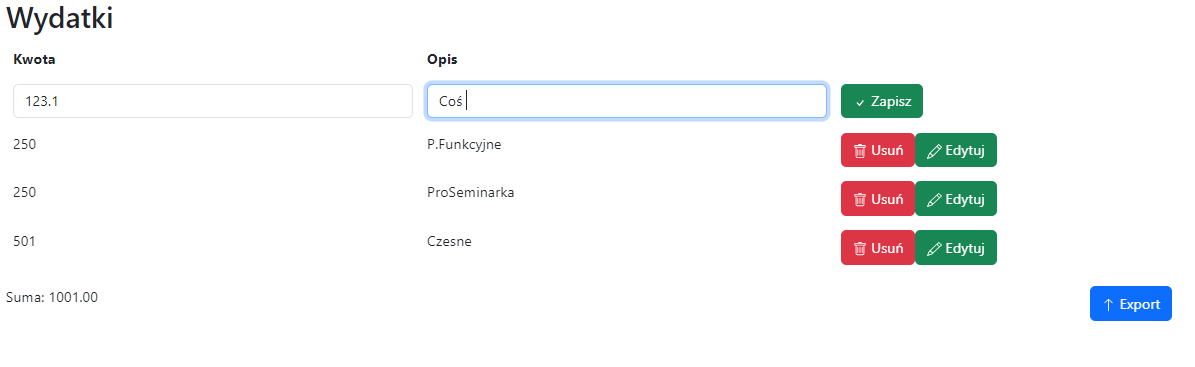 Wydatki
Kwota Opis
123.1 Coś Zapisz
250 P.Funkcyjne Usuń Edytuj
250 ProSeminarka Usuń Edytuj
501 Czesne Usuń Edytuj
Suma: 1001.00 Export